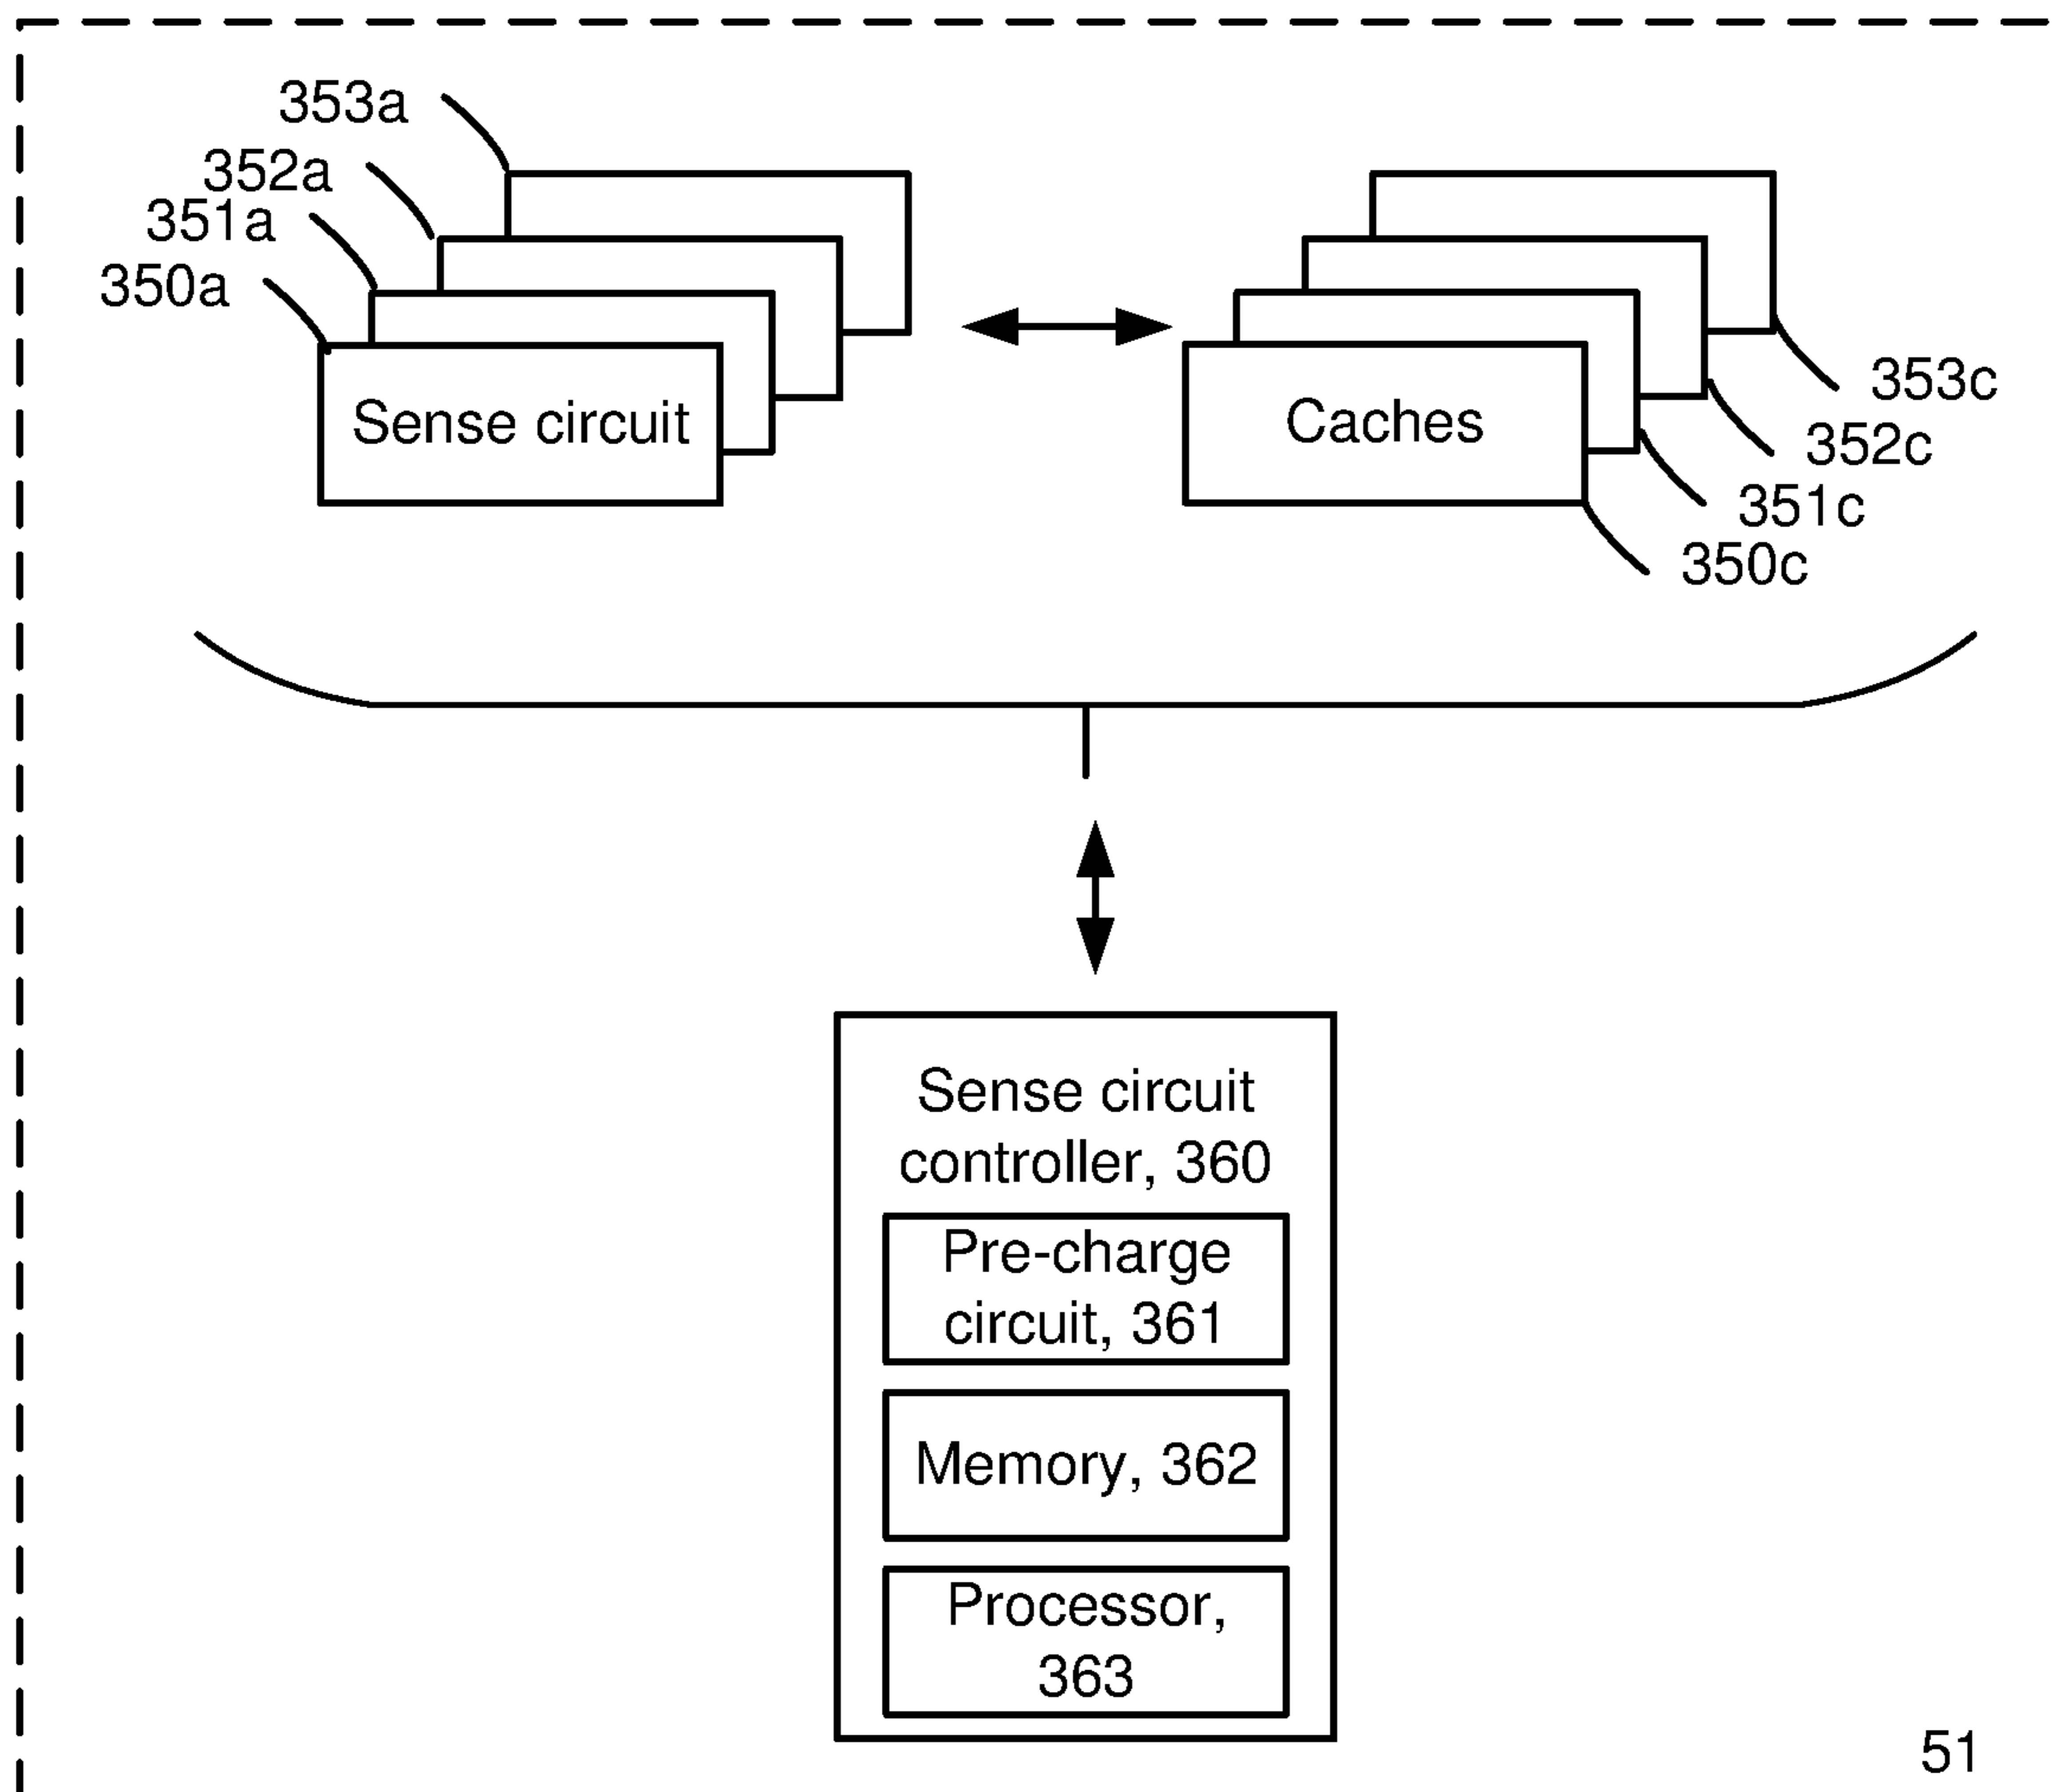 353a
352a
351a
350a
Sense circuit
Caches
353c
352c
351c
350c
Sense circuit
controller, 360
Pre-charge
circuit, 361
Memory, 362
Processor,
363
51